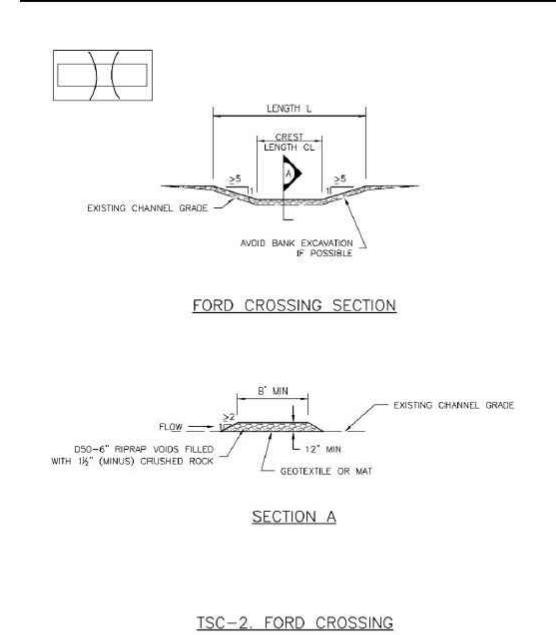 LENGTH L
CREST
LENGTH CL
A
≥5
1
≥5
1
EXISTING CHANNEL GRADE
AVOID BANK EXCAVATION
IF POSSIBLE
FORD CROSSING SECTION
8' MIN
EXISTING CHANNEL GRADE
≥2
1
FLOW
12" MIN
D50-6" RIPRAP VOIDS FILLED
WITH 1½" (MINUS) CRUSHED ROCK
GEOTEXTILE OR MAT
SECTION A
TSC-2. FORD CROSSING